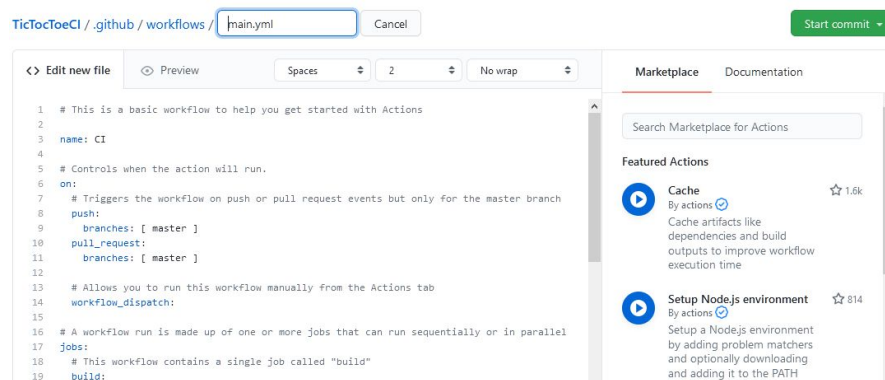 TicTocToeCI / .github / workflows / main.yml Cancel Start commit
<> Edit new file Preview Spaces 2 No wrap
1 # This is a basic workflow to help you get started with Actions
2
3 name: CI
4
5 # Controls when the action will run.
6 on:
7 # Triggers the workflow on push or pull request events but only for the master branch
8 push:
9 branches: [ master ]
10 pull_request:
11 branches: [ master ]
12
13 # Allows you to run this workflow manually from the Actions tab
14 workflow_dispatch:
15
16 # A workflow run is made up of one or more jobs that can run sequentially or in parallel
17 jobs:
18 # This workflow contains a single job called "build"
19 build:
Marketplace Documentation
Search Marketplace for Actions
Featured Actions
Cache 1.6k
By actions
Cache artifacts like
dependencies and build
outputs to improve workflow
execution time
Setup Node.js environment 814
By actions
Setup a Node.js environment
by adding problem matchers
and optionally downloading
and adding it to the PATH